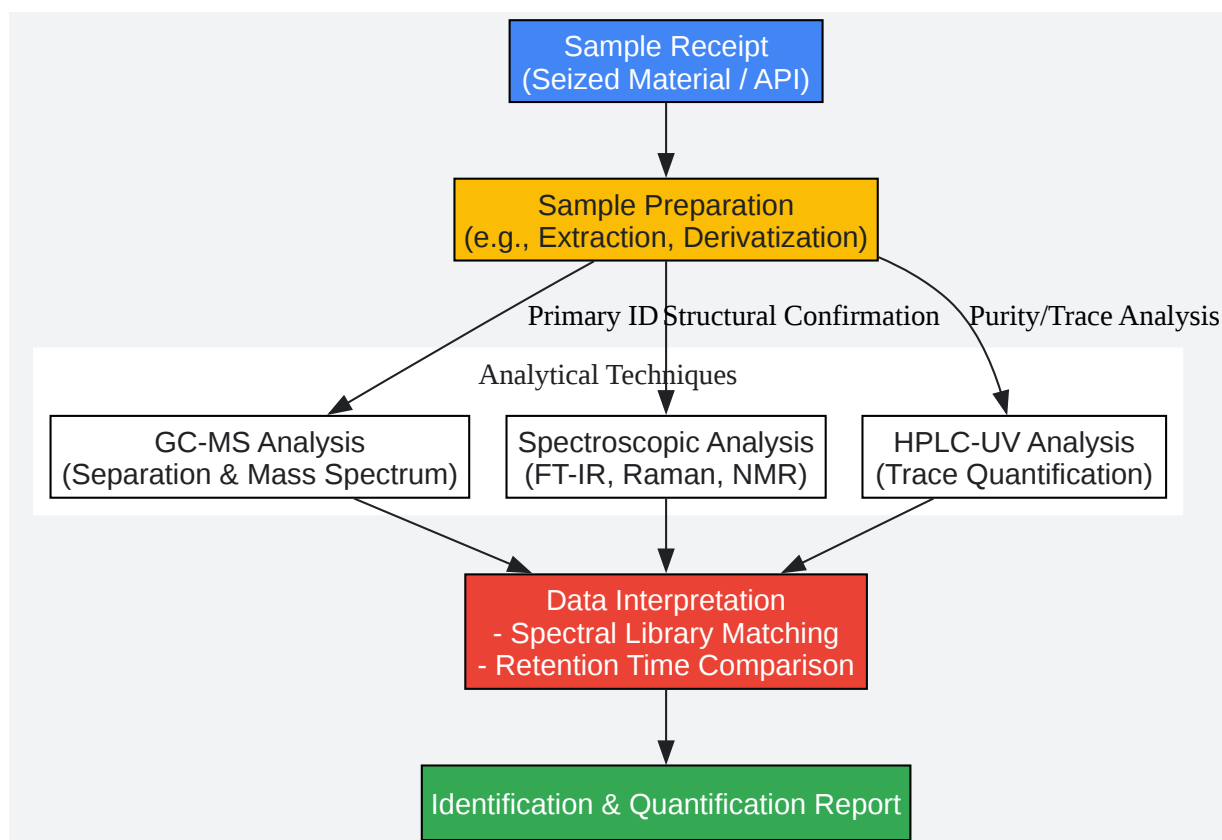 Sample Receipt
(Seized Material / API)
Sample Preparation
(e.g., Extraction, Derivatization)
Primary ID
Structural Confirmation
Purity/Trace Analysis
Analytical Techniques
GC-MS Analysis
(Separation & Mass Spectrum)
Spectroscopic Analysis
(FT-IR, Raman, NMR)
HPLC-UV Analysis
(Trace Quantification)
Data Interpretation
- Spectral Library Matching
- Retention Time Comparison
Identification & Quantification Report